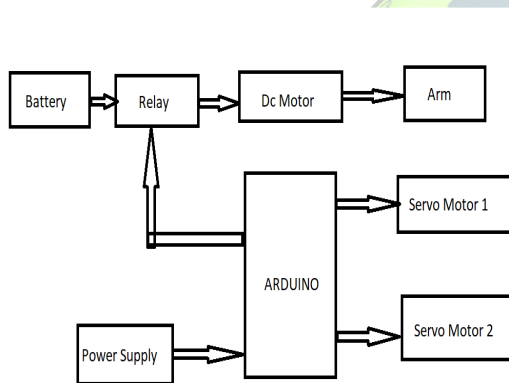 Battery
Relay
Dc Motor
Arm
Servo Motor 1
ARDUINO
Servo Motor 2
Power Supply